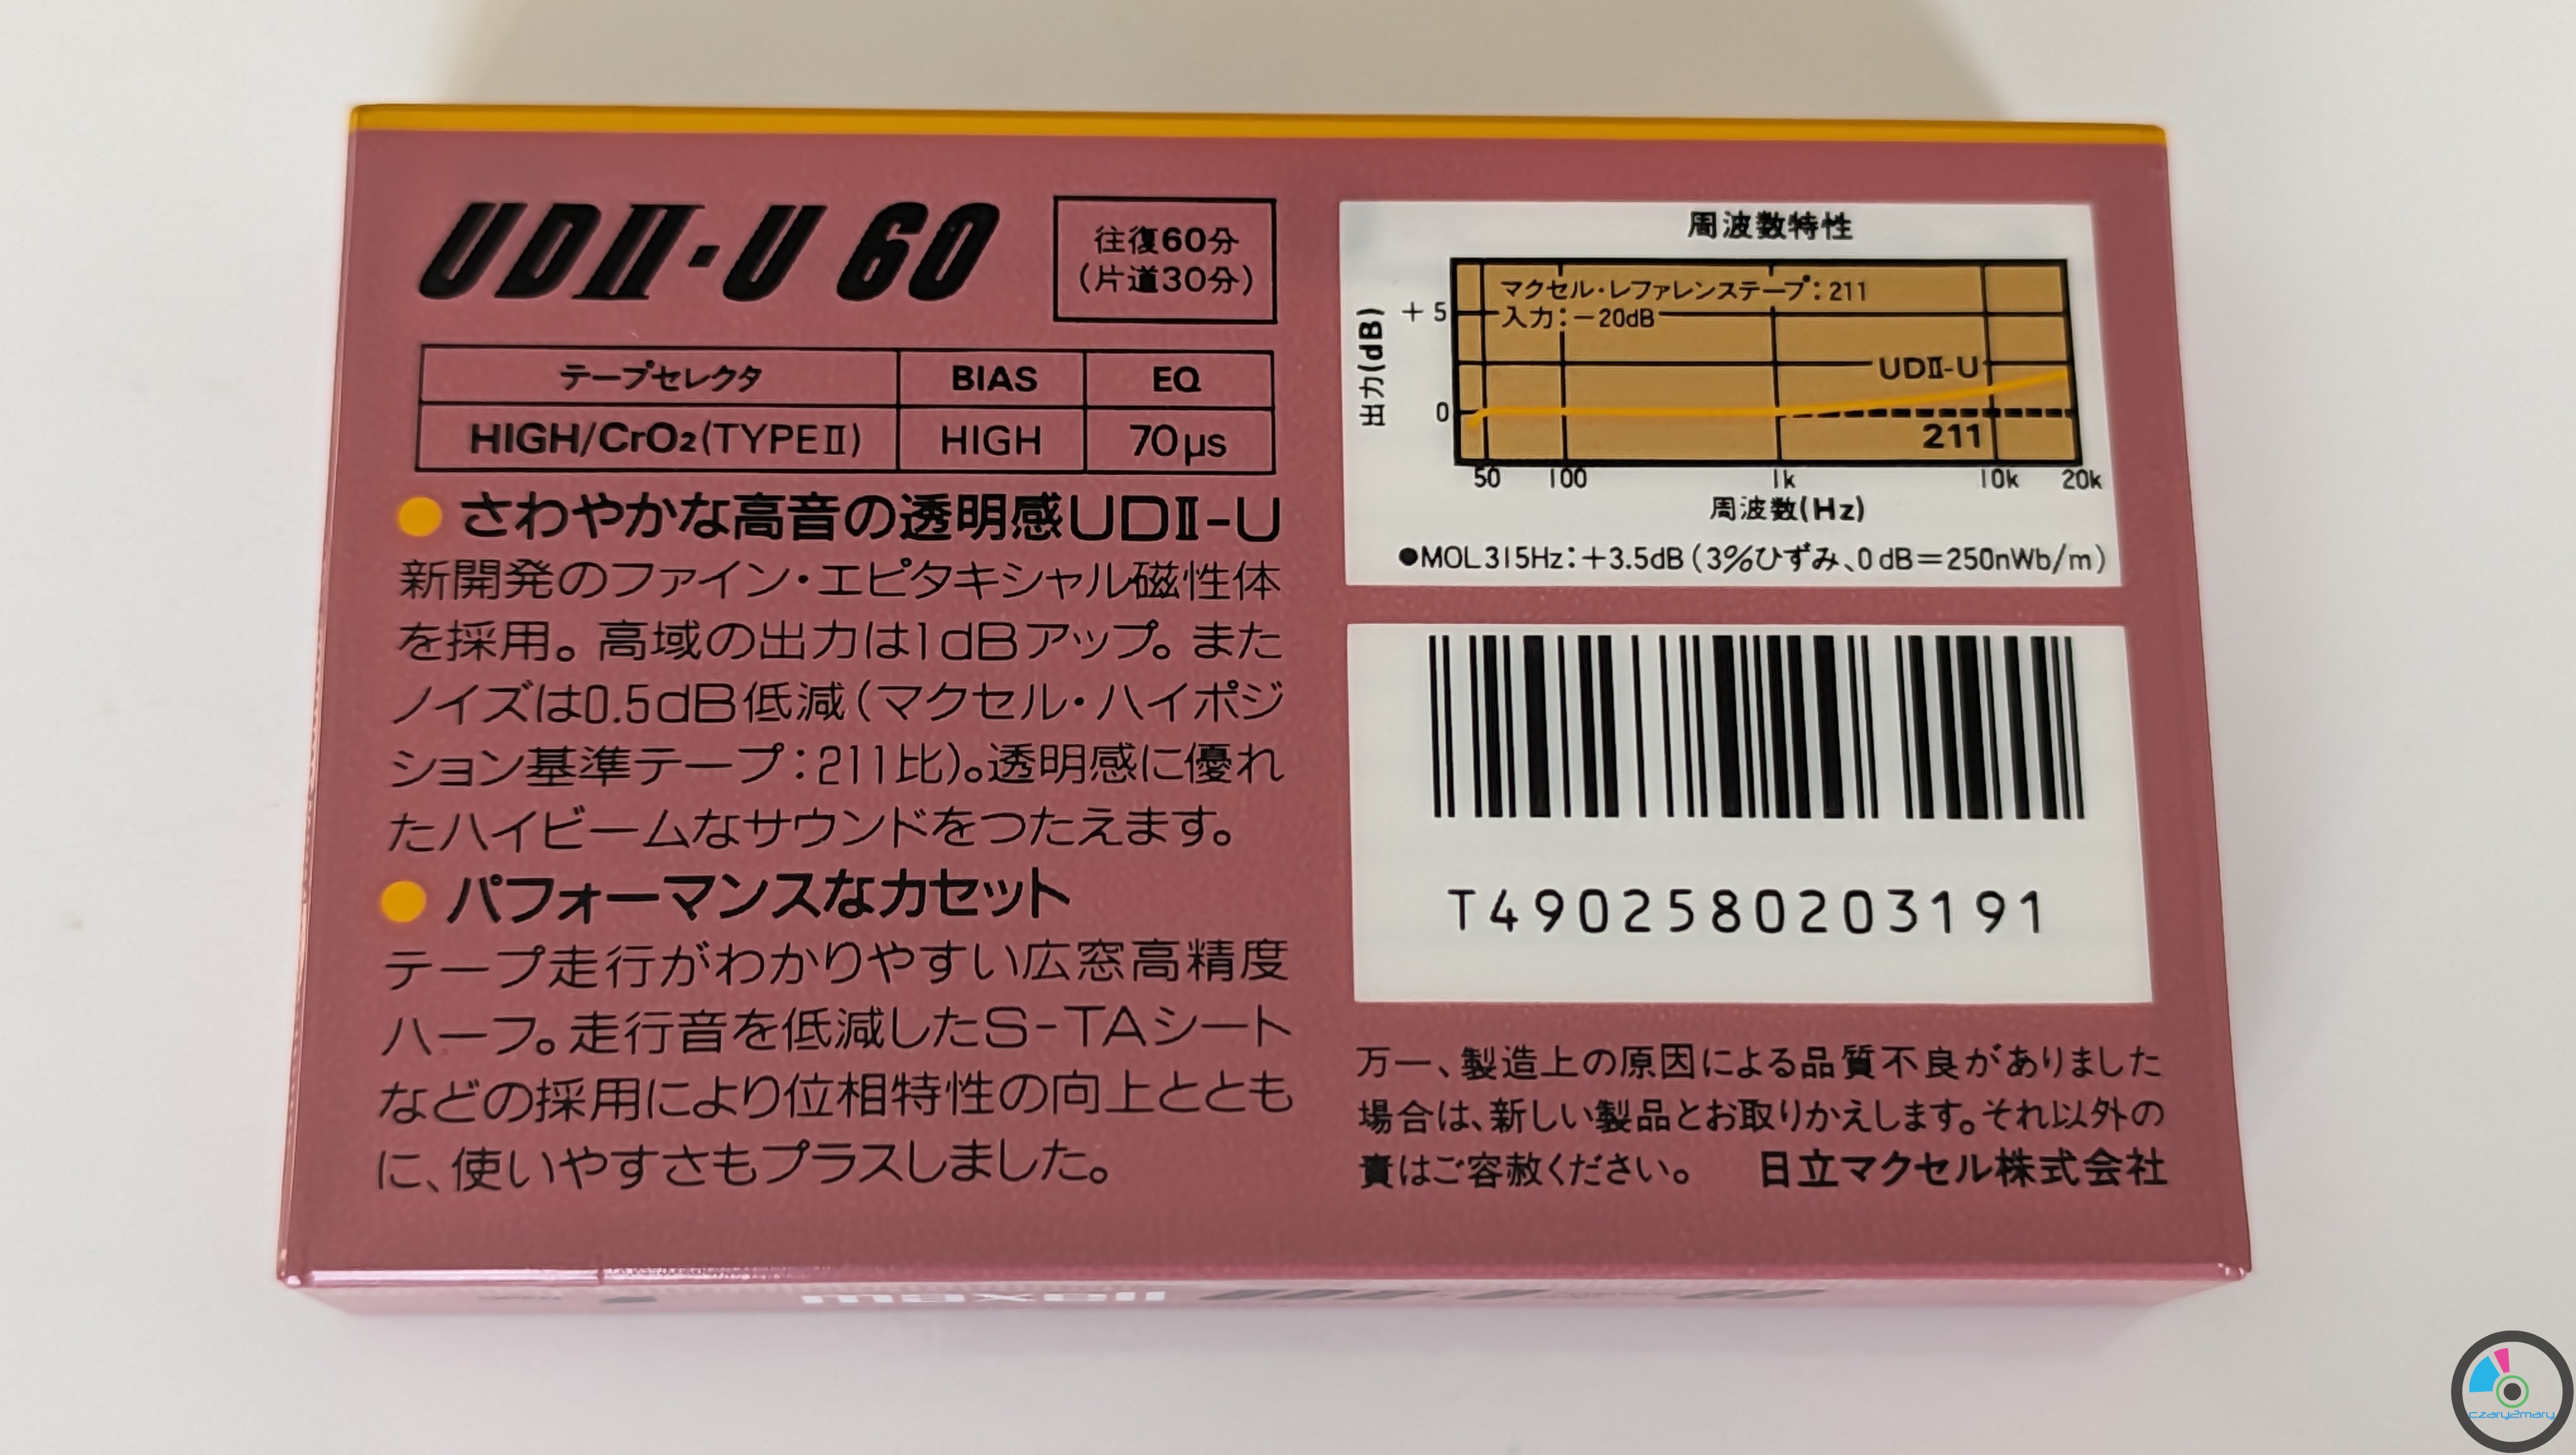 UDⅡ·U 60
往復60分
(片道30分)
テープセレクタ BIAS EQ
HIGH/CrO2(TYPEⅡ) HIGH 70μs
● さわやかな高音の透明感UDⅡ-U
新開発のファイン・エピタキシャル磁性体
を採用。高域の出力は1dBアップ。また
ノイズは0.5dB低減(マクセル・ハイポジ
ション基準テープ:211比)。透明感に優れ
たハイビームなサウンドをつたえます。
● パフォーマンスなカセット
テープ走行がわかりやすい広窓高精度
ハーフ。走行音を低減したS-TAシート
などの採用により位相特性の向上ととも
に、使いやすさもプラスしました。
周波数特性
マクセル・レファレンステープ:211
入力:-20dB
出力(dB)
+5
UDⅡ-U
0
211
50 100 1k 10k 20k
周波数(Hz)
●MOL315Hz:+3.5dB(3%ひずみ、0dB=250nWb/m)
T4902580203191
万一、製造上の原因による品質不良がありました
場合は、新しい製品とお取りかえします。それ以外の
責はご容赦ください。 日立マクセル株式会社
maxell UDⅡ·U 60
czary2mary